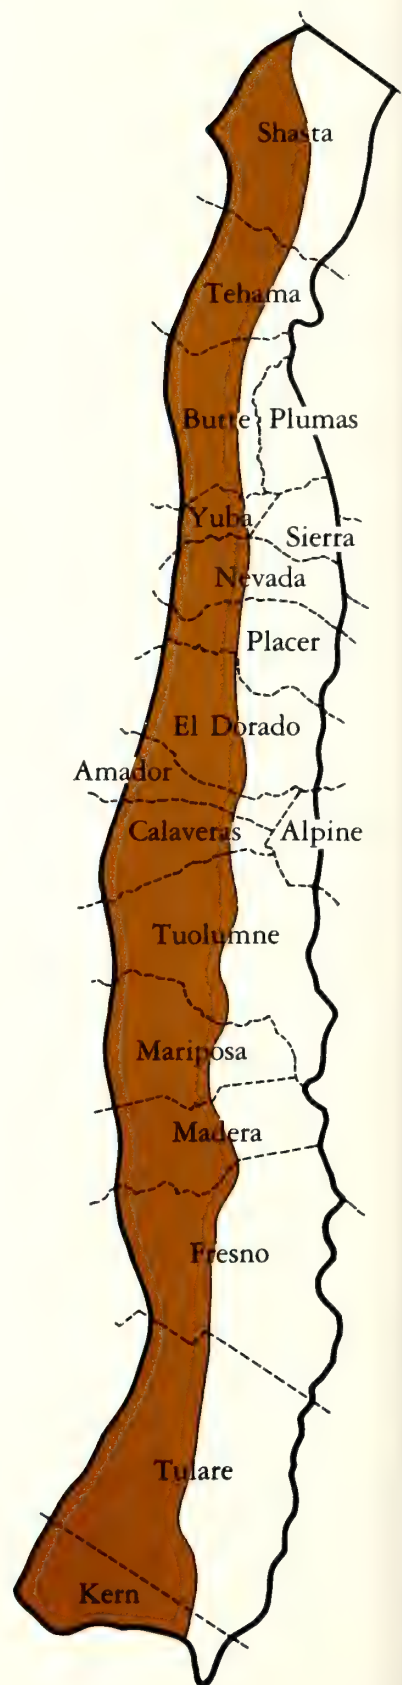 Shasta
Tehama
Butte
Plumas
Yuba
Sierra
Nevada
Placer
El Dorado
Amador
Calaveras
Alpine
Tuolumne
Mariposa
Madera
Fresno
Tulare
Kern